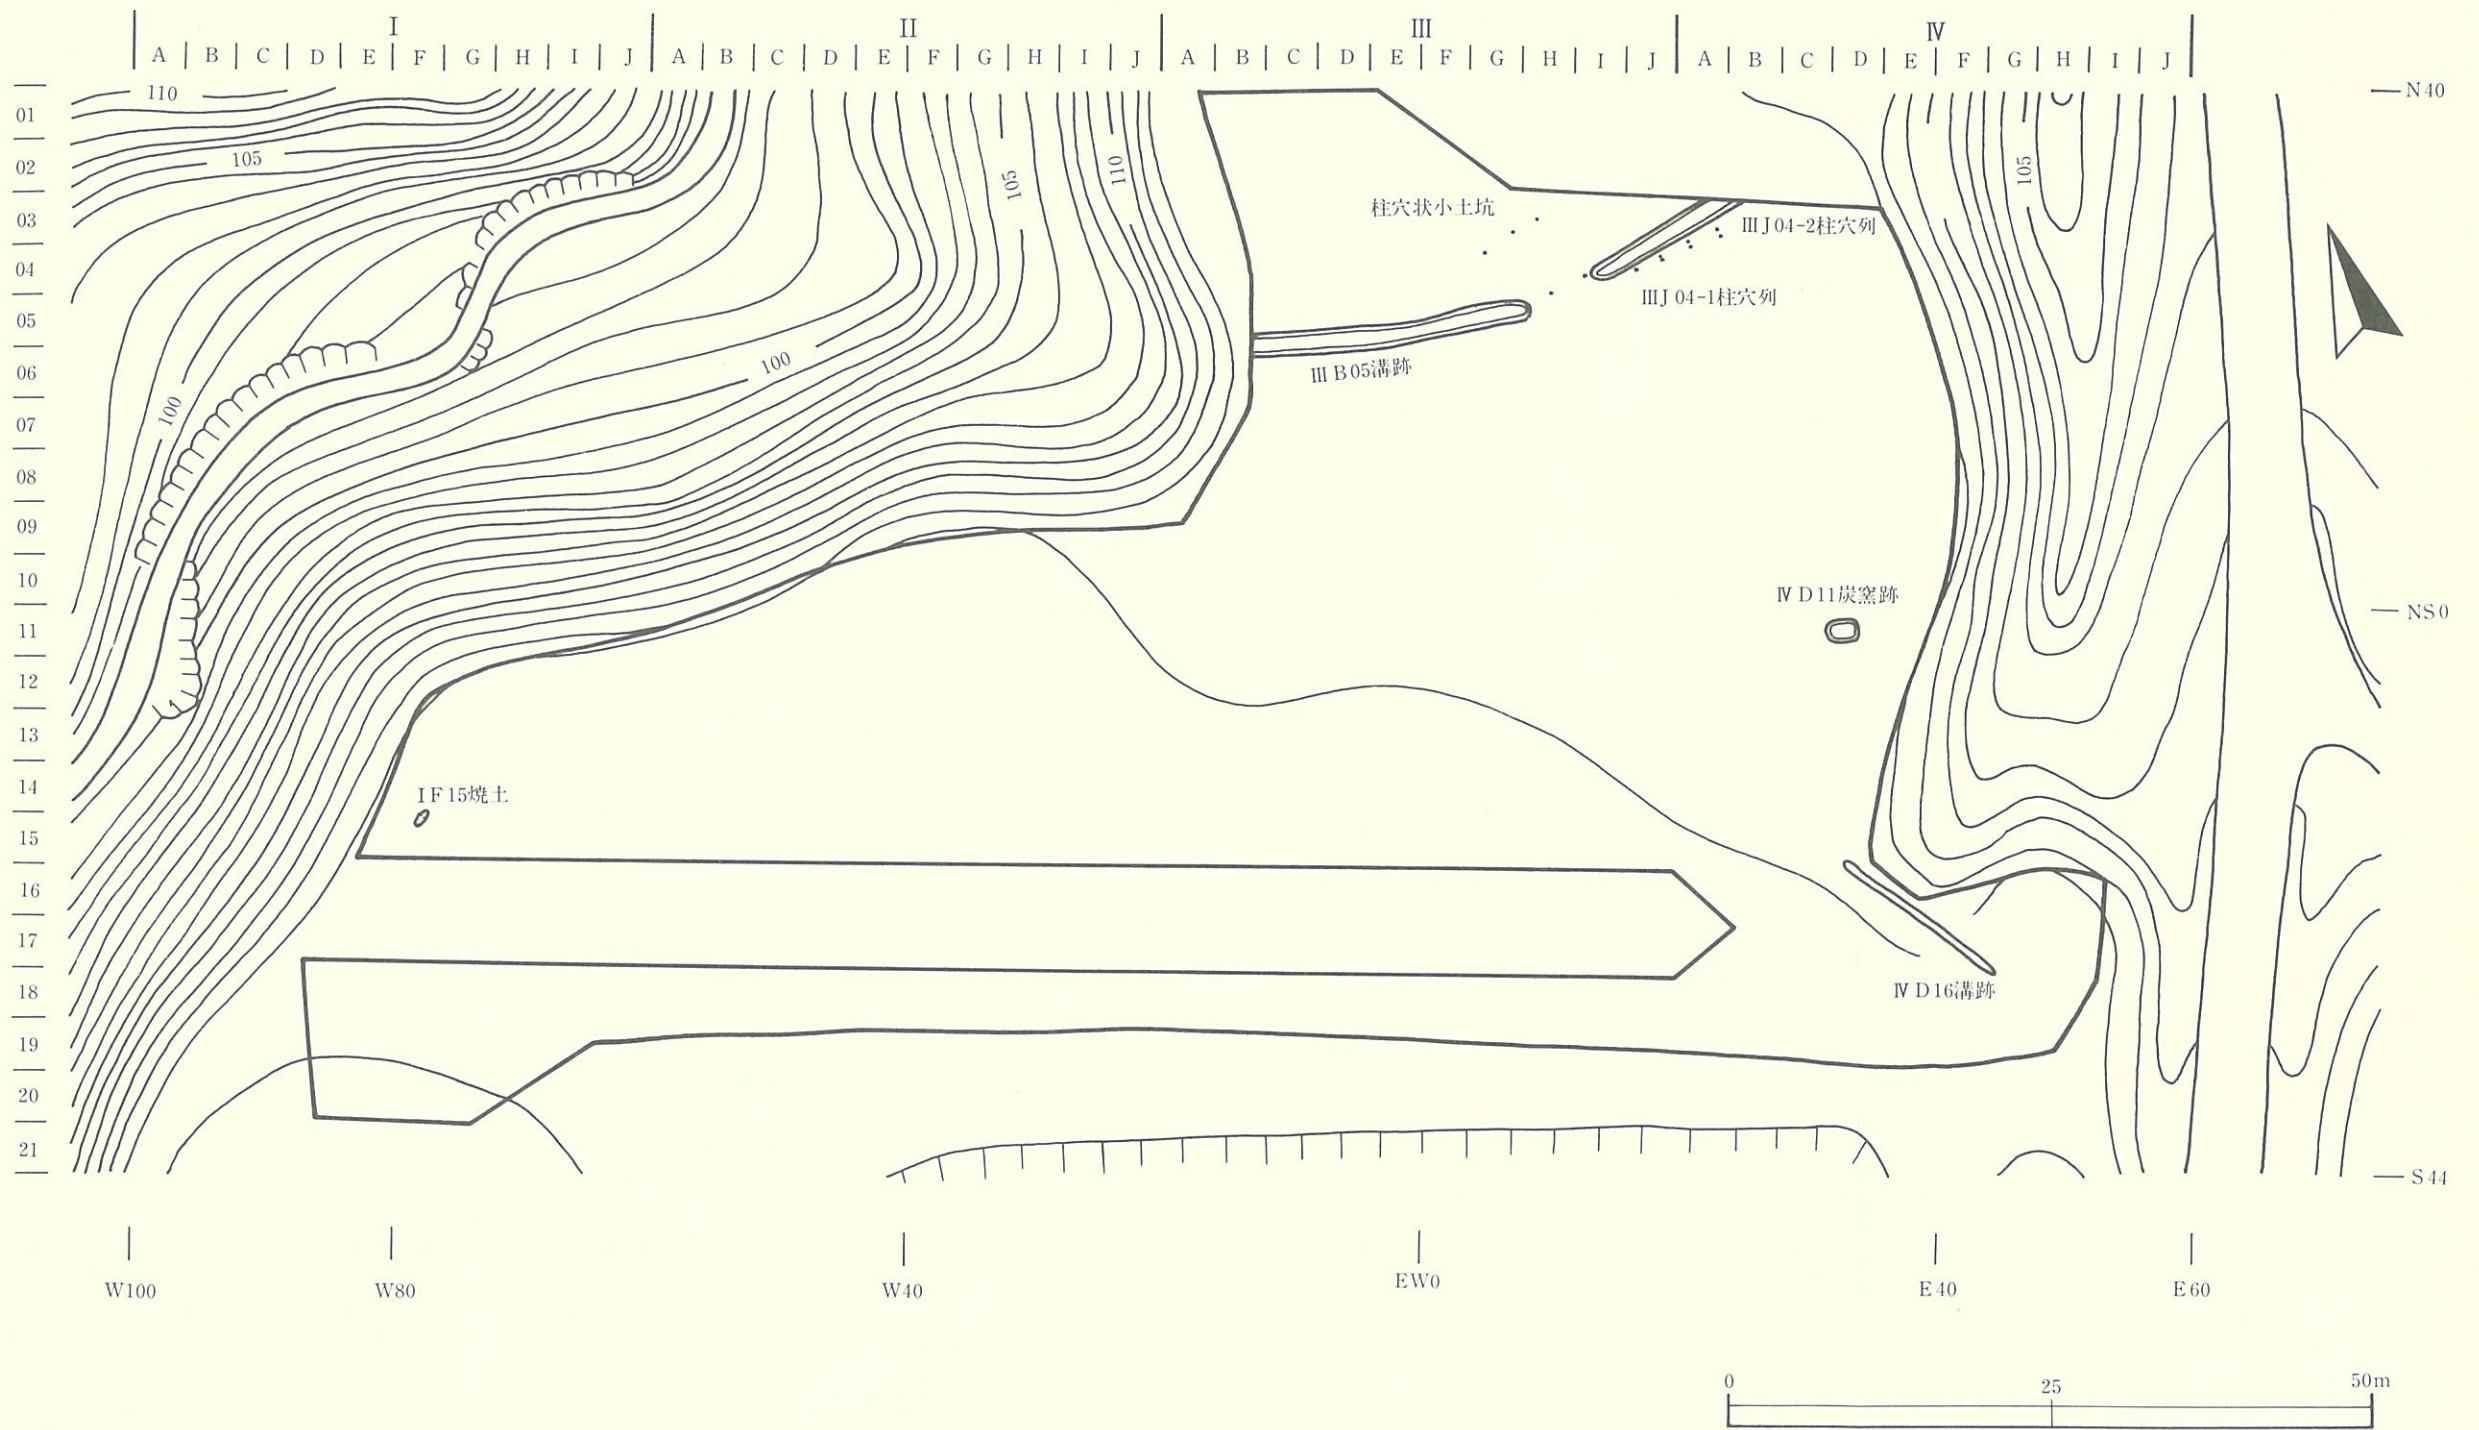 I II III IV
A B C D E F G H I J A B C D E F G H I J A B C D E F G H I J A B C D E F G H I J
01
02
03
04
05
06
07
08
09
10
11
12
13
14
15
16
17
18
19
20
21
110
105
100
100
105
110
105
柱穴状小土坑
ⅢJ04-2柱穴列
ⅢJ04-1柱穴列
ⅢB05溝跡
ⅣD11炭窯跡
ⅠF15焼土
ⅣD16溝跡
N40
NS0
S44
W100 W80 W40 EW0 E40 E60
0 25 50m